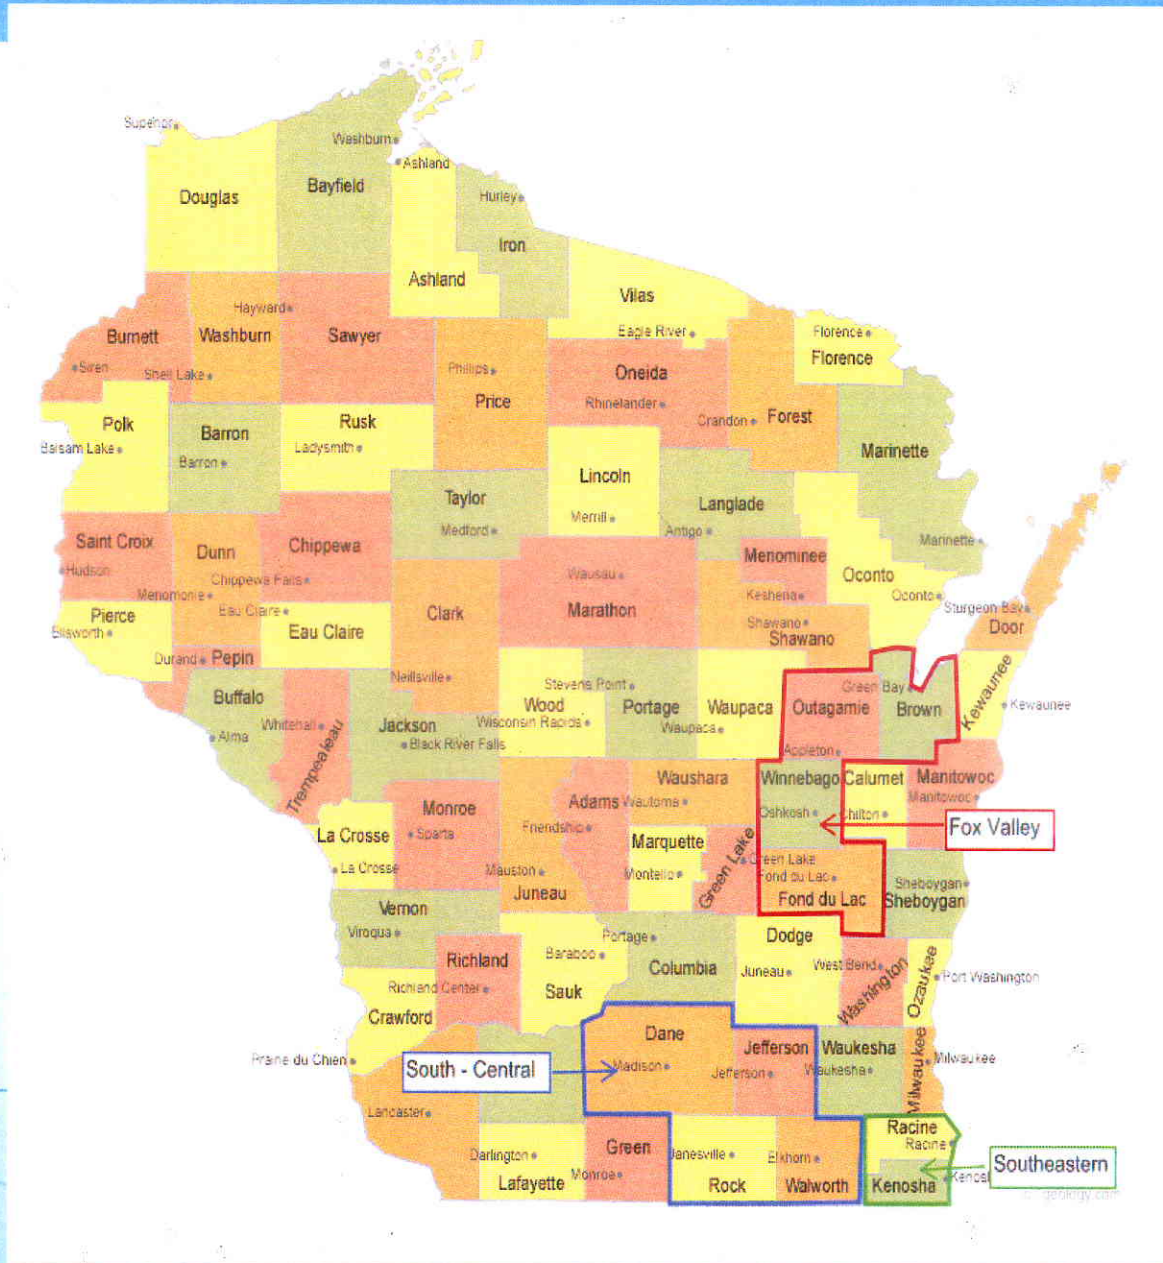 Superior
Washburn
Ashland
Douglas
Bayfield
Hurley
Iron
Ashland
Vilas
Hayward
Burnett
Washburn
Sawyer
Eagle River
Florence
Florence
Siren
Shell Lake
Phillips
Oneida
Price
Rhinelander
Crandon
Forest
Polk
Barron
Rusk
Balsam Lake
Barron
Ladysmith
Marinette
Taylor
Lincoln
Langlade
Medford
Merrill
Antigo
Marinette
Saint Croix
Dunn
Chippewa
Menominee
Hudson
Chippewa Falls
Wausau
Oconto
Menomonie
Keshena
Oconto
Pierce
Eau Claire
Clark
Marathon
Sturgeon Bay
Ellsworth
Eau Claire
Shawano
Shawano
Door
Durand
Pepin
Neillsville
Stevens Point
Green Bay
Kewaunee
Buffalo
Whitehall
Jackson
Wood
Portage
Waupaca
Outagamie
Brown
Kewaunee
Alma
Trempealeau
Black River Falls
Wisconsin Rapids
Waupaca
Appleton
Monroe
Adams
Waushara
Wautoma
Winnebago
Calumet
Manitowoc
Manitowoc
Sparta
Friendship
Oshkosh
Chilton
Fox Valley
La Crosse
Marquette
Green Lake
Green Lake
La Crosse
Mauston
Juneau
Montello
Fond du Lac
Fond du Lac
Sheboygan
Sheboygan
Vernon
Viroqua
Richland
Baraboo
Portage
Dodge
West Bend
Washington
Ozaukee
Port Washington
Richland Center
Sauk
Columbia
Juneau
Crawford
Prairie du Chien
Dane
Jefferson
Waukesha
Milwaukee
Milwaukee
South - Central
Madison
Jefferson
Waukesha
Lancaster
Racine
Racine
Darlington
Green
Janesville
Elkhorn
Southeastern
Lafayette
Monroe
Rock
Walworth
Kenosha
Kenos
geology.com